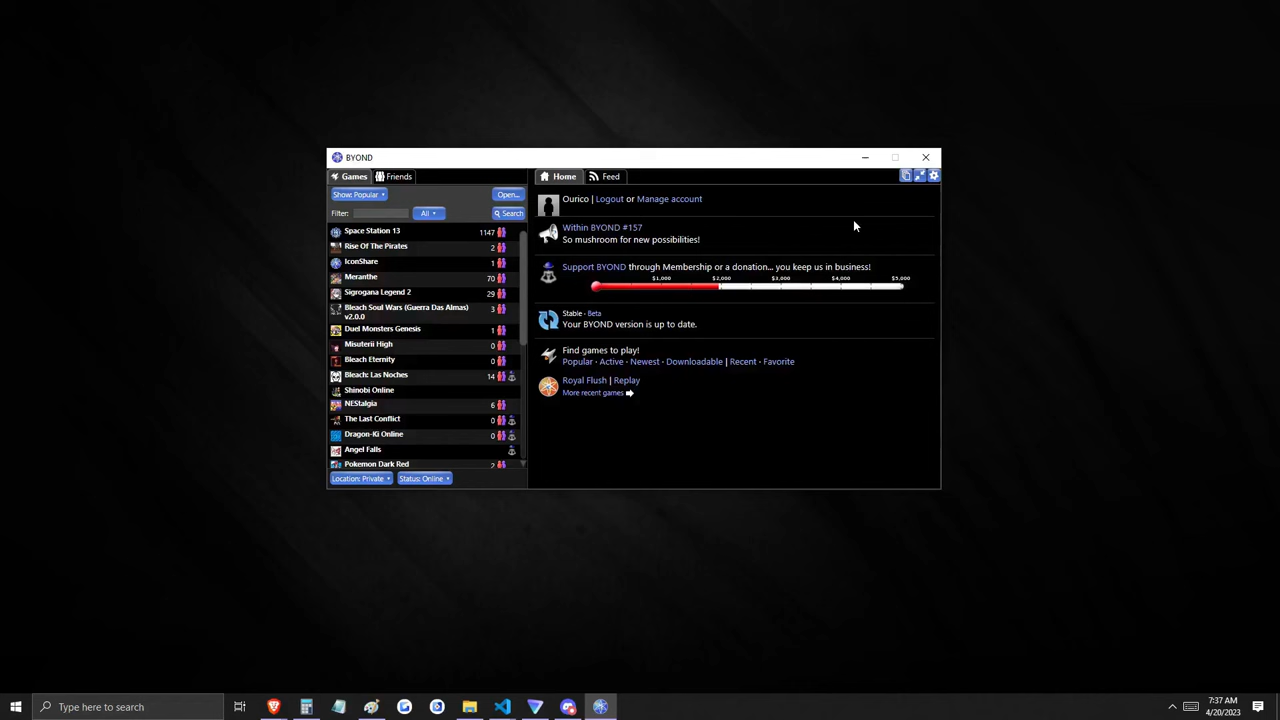 BYOND
Games Friends
Show: Popular
Open...
Filter: All Search
Space Station 13 1147
Rise Of The Pirates 2
IconShare 1
Meranthe 70
Sigrogana Legend 2 29
Bleach Soul Wars (Guerra Das Almas)
v2.0.0 3
Duel Monsters Genesis 1
Misuterii High 0
Bleach Eternity 0
Bleach: Las Noches 14
Shinobi Online
NEStalgia 6
The Last Conflict 0
Dragon-Ki Online 0
Angel Falls
Pokemon Dark Red 2
Location: Private Status: Online
Home Feed
Ourico | Logout or Manage account
Within BYOND #157
So mushroom for new possibilities!
Support BYOND through Membership or a donation... you keep us in business!
$1,000 $2,000 $3,000 $4,000 $5,000
Stable · Beta
Your BYOND version is up to date.
Find games to play!
Popular · Active · Newest · Downloadable | Recent · Favorite
Royal Flush | Replay
More recent games
Type here to search
7:37 AM
4/20/2023